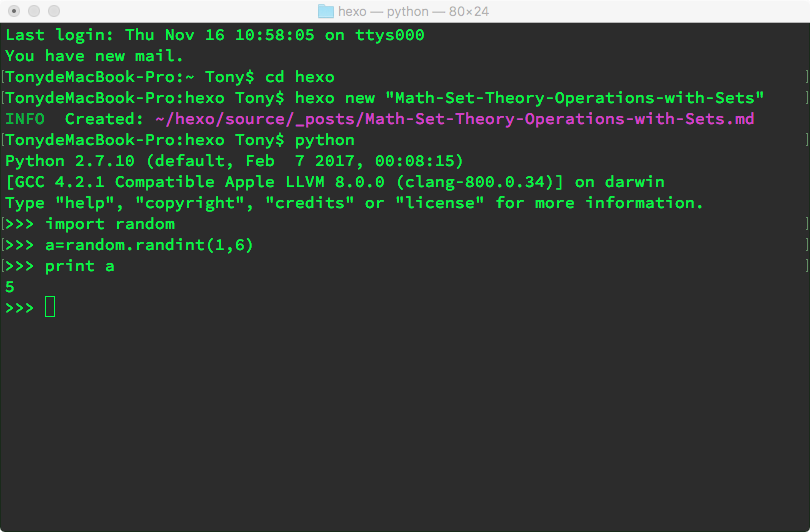 hexo — python — 80×24
Last login: Thu Nov 16 10:58:05 on ttys000
You have new mail.
[TonydeMacBook-Pro:~ Tony$ cd hexo ]
[TonydeMacBook-Pro:hexo Tony$ hexo new "Math-Set-Theory-Operations-with-Sets" ]
INFO  Created: ~/hexo/source/_posts/Math-Set-Theory-Operations-with-Sets.md
[TonydeMacBook-Pro:hexo Tony$ python ]
Python 2.7.10 (default, Feb  7 2017, 00:08:15)
[GCC 4.2.1 Compatible Apple LLVM 8.0.0 (clang-800.0.34)] on darwin
Type "help", "copyright", "credits" or "license" for more information.
[>>> import random ]
[>>> a=random.randint(1,6) ]
[>>> print a ]
5
>>>